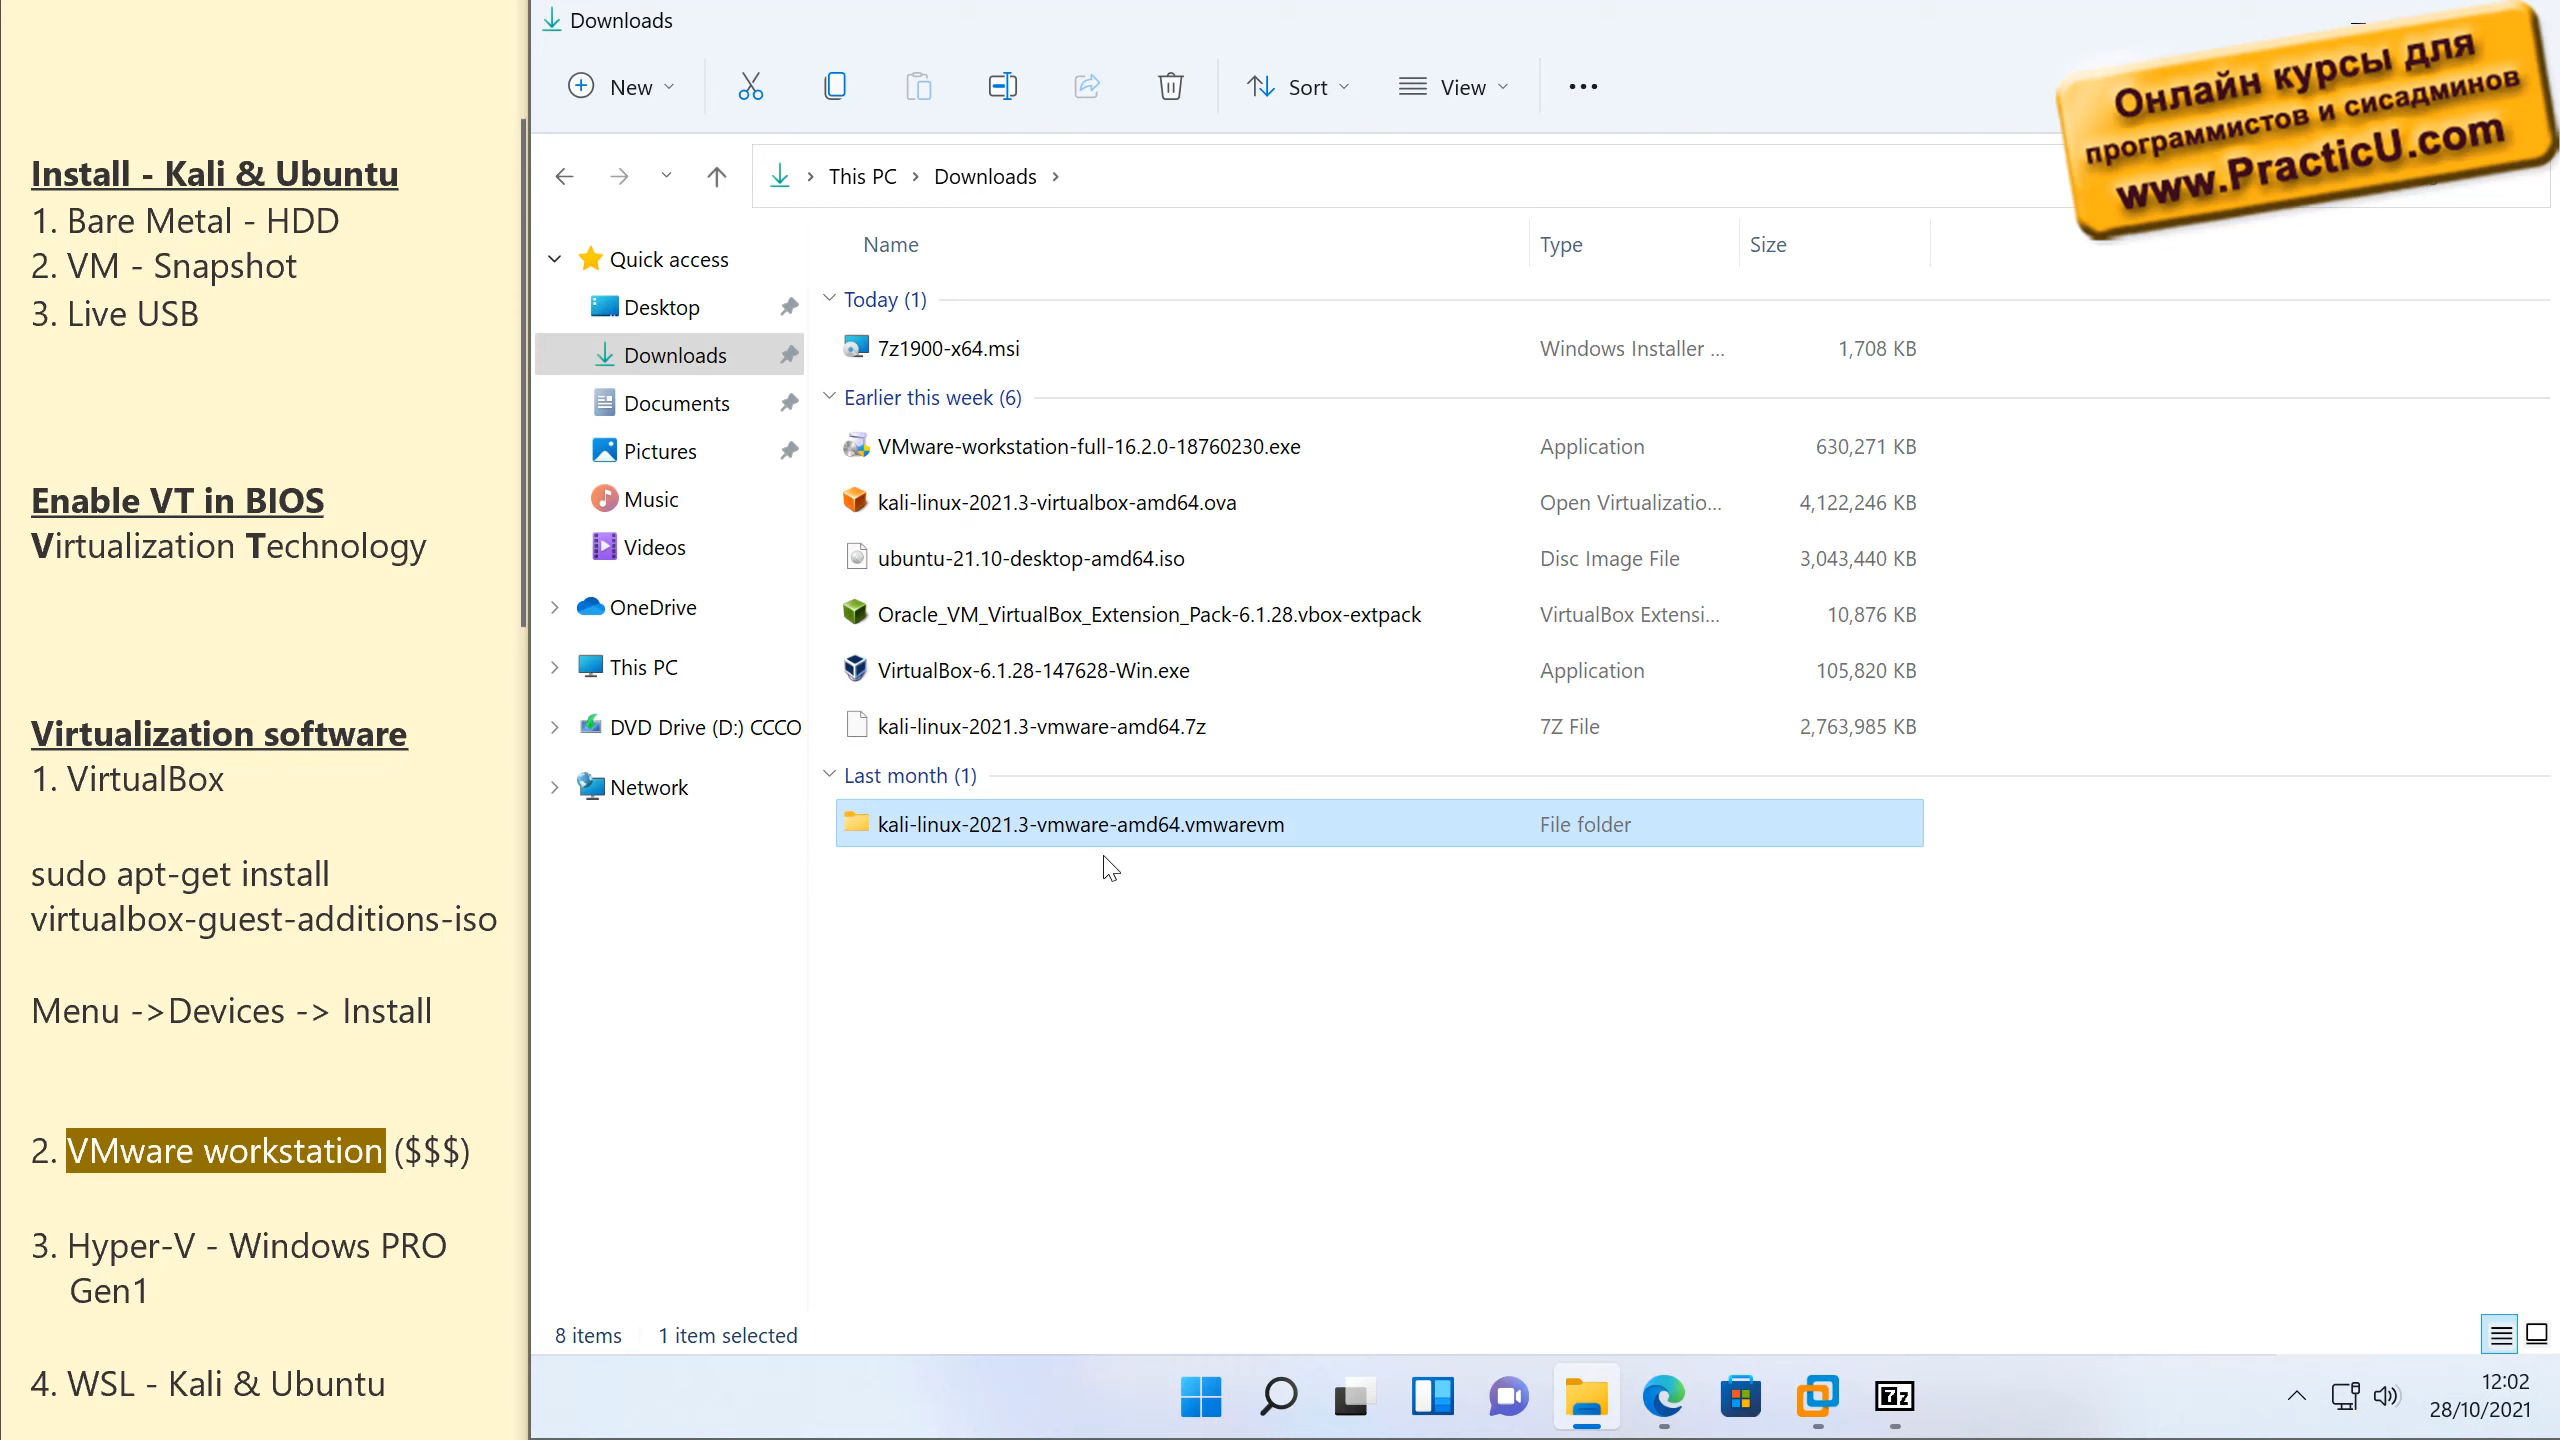 Install - Kali & Ubuntu
1. Bare Metal - HDD
2. VM - Snapshot
3. Live USB
Enable VT in BIOS
Virtualization Technology
Virtualization software
1. VirtualBox
sudo apt-get install
virtualbox-guest-additions-iso
Menu ->Devices -> Install
2. VMware workstation ($$$)
3. Hyper-V - Windows PRO
Gen1
4. WSL - Kali & Ubuntu
Downloads
New
Sort
View
Онлайн курсы для
программистов и сисадминов
www.PracticU.com
This PC
Downloads
Quick access
Desktop
Downloads
Documents
Pictures
Music
Videos
OneDrive
This PC
DVD Drive (D:) CCCO
Network
Name Type Size
Today (1)
7z1900-x64.msi Windows Installer ... 1,708 KB
Earlier this week (6)
VMware-workstation-full-16.2.0-18760230.exe Application 630,271 KB
kali-linux-2021.3-virtualbox-amd64.ova Open Virtualizatio... 4,122,246 KB
ubuntu-21.10-desktop-amd64.iso Disc Image File 3,043,440 KB
Oracle_VM_VirtualBox_Extension_Pack-6.1.28.vbox-extpack VirtualBox Extensi... 10,876 KB
VirtualBox-6.1.28-147628-Win.exe Application 105,820 KB
kali-linux-2021.3-vmware-amd64.7z 7Z File 2,763,985 KB
Last month (1)
kali-linux-2021.3-vmware-amd64.vmwarevm File folder
8 items 1 item selected
7z
12:02
28/10/2021